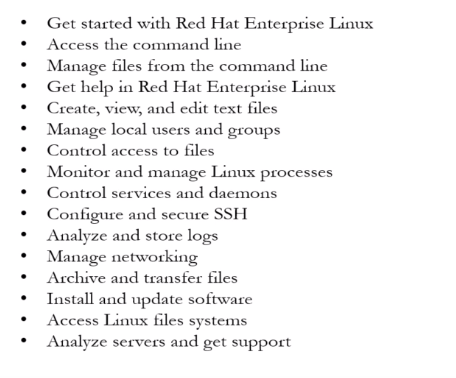 • Get started with Red Hat Enterprise Linux
• Access the command line
• Manage files from the command line
• Get help in Red Hat Enterprise Linux
• Create, view, and edit text files
• Manage local users and groups
• Control access to files
• Monitor and manage Linux processes
• Control services and daemons
• Configure and secure SSH
• Analyze and store logs
• Manage networking
• Archive and transfer files
• Install and update software
• Access Linux files systems
• Analyze servers and get support